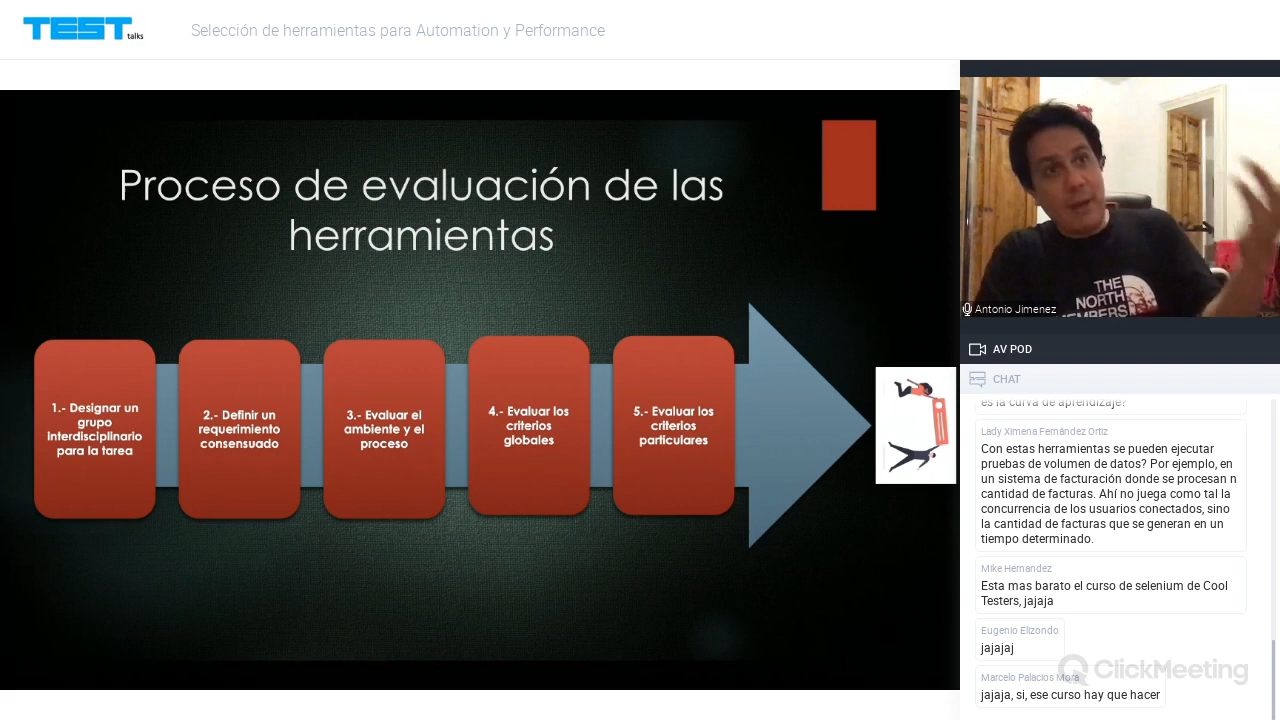 TEST talks
Selección de herramientas para Automation y Performance
Proceso de evaluación de las
herramientas
1.- Designar un
grupo
interdisciplinario
para la tarea
2.- Definir un
requerimiento
consensuado
3.- Evaluar el
ambiente y el
proceso
4.- Evaluar los
criterios
globales
5.- Evaluar los
criterios
particulares
THE
NORTH
MEMBERS
Antonio Jimenez
AV POD
CHAT
es la curva de aprendizaje?
Lady Ximena Fernández Ortiz
Con estas herramientas se pueden ejecutar
pruebas de volumen de datos? Por ejemplo, en
un sistema de facturación donde se procesan n
cantidad de facturas. Ahí no juega como tal la
concurrencia de los usuarios conectados, sino
la cantidad de facturas que se generan en un
tiempo determinado.
Mike Hernandez
Esta mas barato el curso de selenium de Cool
Testers, jajaja
Eugenio Elizondo
jajajaj
Marcelo Palacios Mora
jajaja, si, ese curso hay que hacer
ClickMeeting